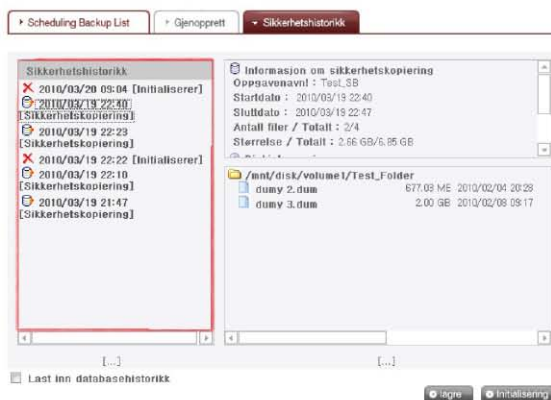 Scheduling Backup List
Gjenopprett
Sikkerhetshistorikk
Sikkerhetshistorikk
2010/03/20 09:04 [Initialiserer]
2010/03/19 22:40
[Sikkerhetskopiering]
2010/03/19 22:23
[Sikkerhetskopiering]
2010/03/19 22:22 [Initialiserer]
2010/03/19 22:10
[Sikkerhetskopiering]
2010/03/19 21:47
[Sikkerhetskopiering]
Informasjon om sikkerhetskopiering
Oppgavenavn! : Test_SB
Startdato : 2010/03/19 22:40
Sluttdato : 2010/03/19 22:47
Antall filer / Totalt : 2/4
Størrelse / Totalt : 2.66 GB/6.85 GB
/mnt/disk/volume1/Test_Folder
dumy 2.dum 677.03 MB 2010/02/04 20:28
dumy 3.dum 2.00 GB 2010/02/08 09:17
[...]
[...]
Last inn databasehistorikk
lagre
Initialisering